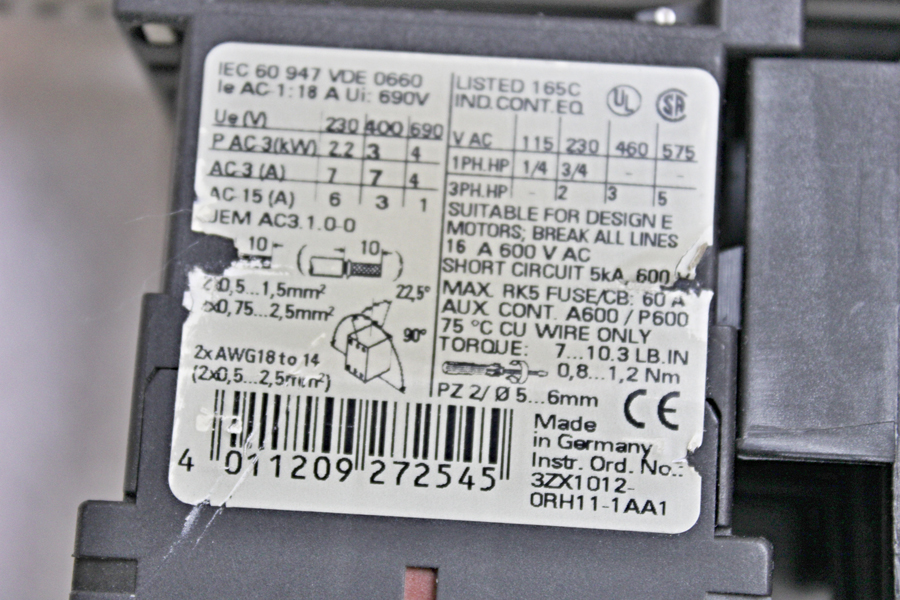 IEC 60 947 VDE 0660
Ie AC-1:18 A Ui: 690V
Ue (V) 230 400 690
P AC-3(kW) 2,2 3 4
AC-3 (A) 7 7 4
AC-15 (A) 6 3 1
JEM AC3.1.0-0
10 10
0,5...1,5mm²
0,75...2,5mm²
22,5°
90°
2xAWG18 to 14
(2x0,5...2,5mm²)
4 011209 272545
LISTED 165C
IND.CONT.EQ
UL SA
V AC 115 230 460 575
1PH.HP 1/4 3/4 - -
3PH.HP - 2 3 5
SUITABLE FOR DESIGN E
MOTORS; BREAK ALL LINES
16 A 600 V AC
SHORT CIRCUIT 5kA, 600 V
MAX. RK5 FUSE/CB: 60 A
AUX. CONT. A600 / P600
75 °C CU WIRE ONLY
TORQUE: 7...10.3 LB.IN
0,8...1,2 Nm
PZ 2/ Ø 5...6mm CE
Made
in Germany
Instr. Ord. No.:
3ZX1012-
0RH11-1AA1